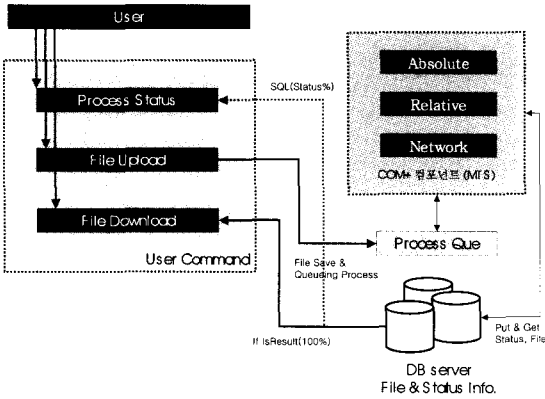 User
Process Status
File Upload
File Download
User Command
SQL(Status%)
Absolute
Relative
Network
COM+ 컴포넌트 (MTS)
Process Que
File Save &
Queueing Process
If IsResult(100%)
Put & Get
Status, File
DB server
File & Status Info.